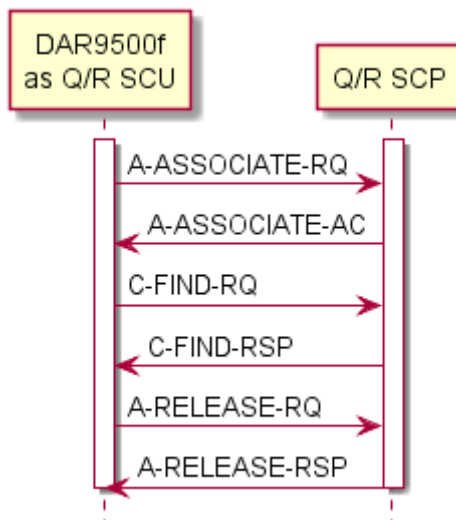 DAR9500f
as Q/R SCU
Q/R SCP
A-ASSOCIATE-RQ
A-ASSOCIATE-AC
C-FIND-RQ
C-FIND-RSP
A-RELEASE-RQ
A-RELEASE-RSP